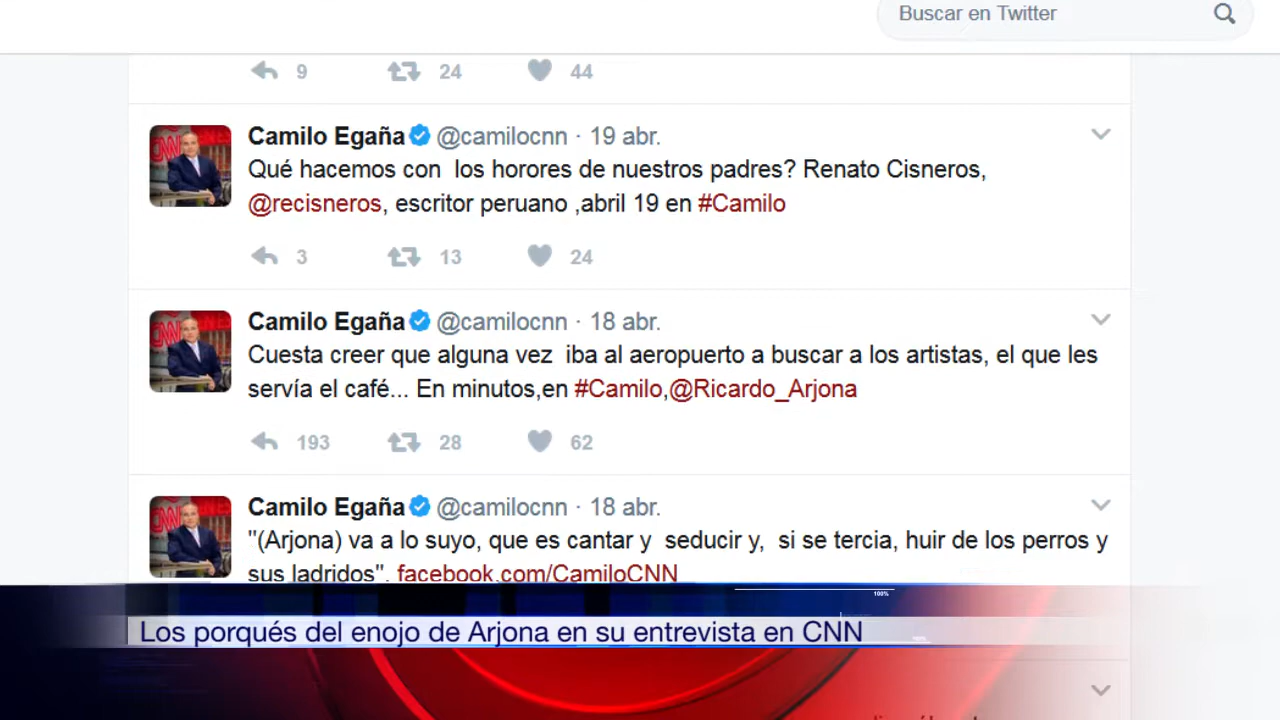 Buscar en Twitter
9 24 44
Camilo Egaña @camilocnn · 19 abr.
Qué hacemos con los horores de nuestros padres? Renato Cisneros,
@recisneros, escritor peruano ,abril 19 en #Camilo
3 13 24
Camilo Egaña @camilocnn · 18 abr.
Cuesta creer que alguna vez iba al aeropuerto a buscar a los artistas, el que les
servía el café... En minutos,en #Camilo,@Ricardo_Arjona
193 28 62
Camilo Egaña @camilocnn · 18 abr.
"(Arjona) va a lo suyo, que es cantar y seducir y, si se tercia, huir de los perros y
sus ladridos", facebook.com/CamiloCNN
100%
Los porqués del enojo de Arjona en su entrevista en CNN